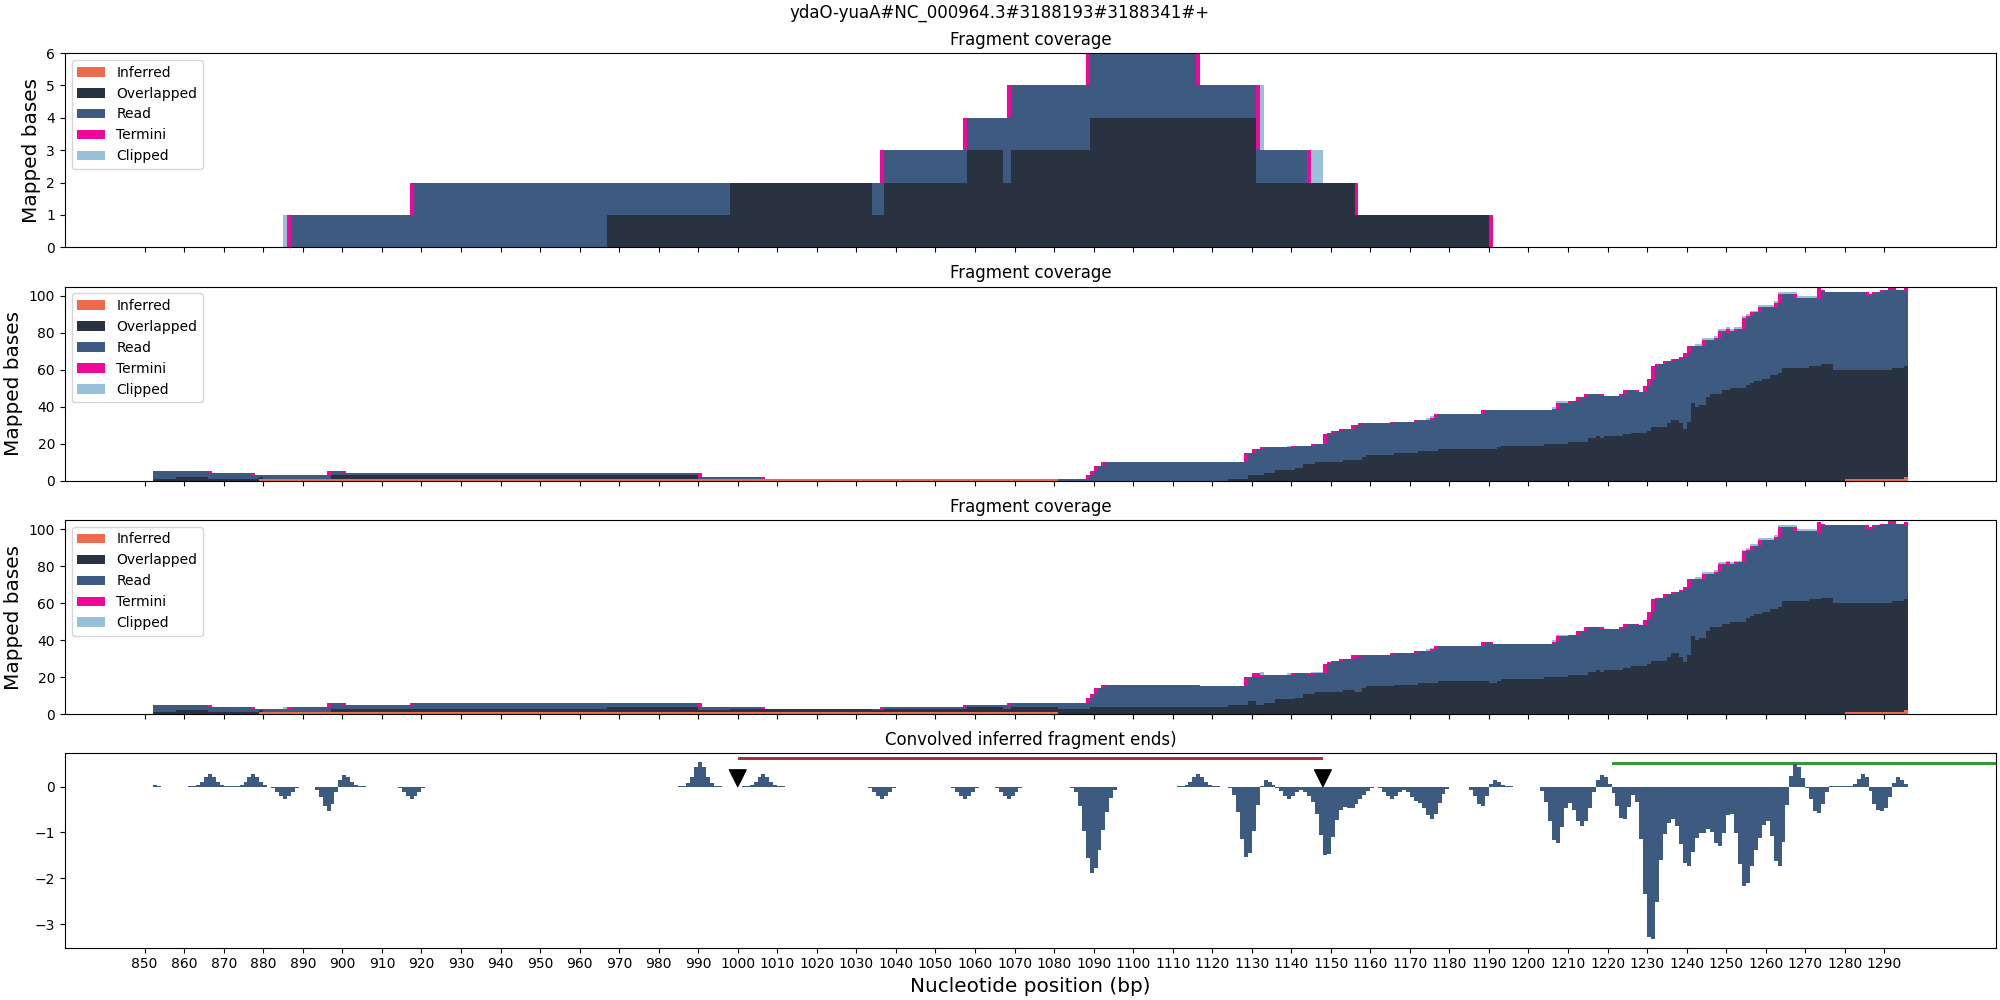 ydaO-yuaA#NC_000964.3#3188193#3188341#+
Fragment coverage
Mapped bases
6
5
4
3
2
1
0
Inferred
Overlapped
Read
Termini
Clipped
Fragment coverage
Mapped bases
100
80
60
40
20
0
Inferred
Overlapped
Read
Termini
Clipped
Fragment coverage
Mapped bases
100
80
60
40
20
0
Inferred
Overlapped
Read
Termini
Clipped
Convolved inferred fragment ends)
0
−1
−2
−3
850 860 870 880 890 900 910 920 930 940 950 960 970 980 990 1000 1010 1020 1030 1040 1050 1060 1070 1080 1090 1100 1110 1120 1130 1140 1150 1160 1170 1180 1190 1200 1210 1220 1230 1240 1250 1260 1270 1280 1290
Nucleotide position (bp)